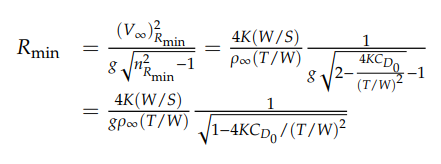 R_min = (V_∞)²_{R_min} / (g √(n²_{R_min} −1)) = 4K(W/S) / (ρ_∞(T/W)) · 1 / (g √(2− 4KC_{D_0} / (T/W)² −1))
= 4K(W/S) / (gρ_∞(T/W)) · 1 / √(1−4KC_{D_0}/(T/W)²)